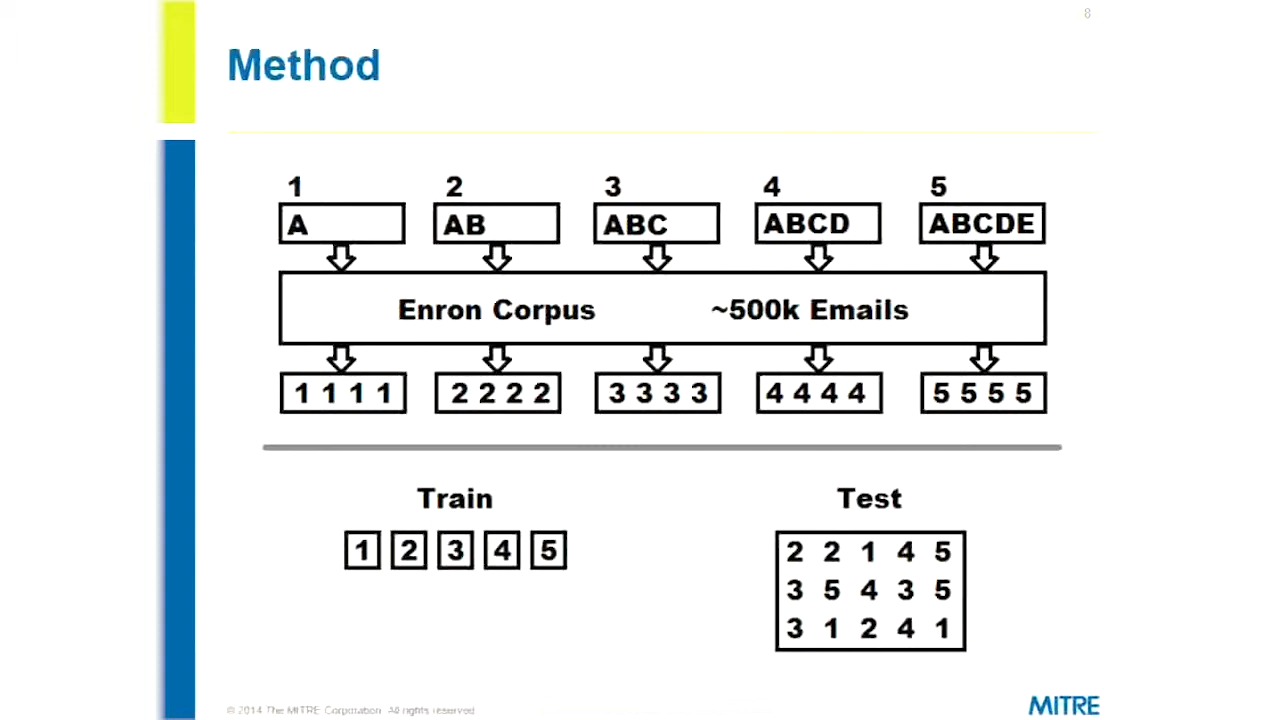 8
Method
1 2 3 4 5
A AB ABC ABCD ABCDE
Enron Corpus ~500k Emails
1 1 1 1 2 2 2 2 3 3 3 3 4 4 4 4 5 5 5 5
Train
1 2 3 4 5
Test
2 2 1 4 5
3 5 4 3 5
3 1 2 4 1
© 2014 The MITRE Corporation. All rights reserved.
MITRE